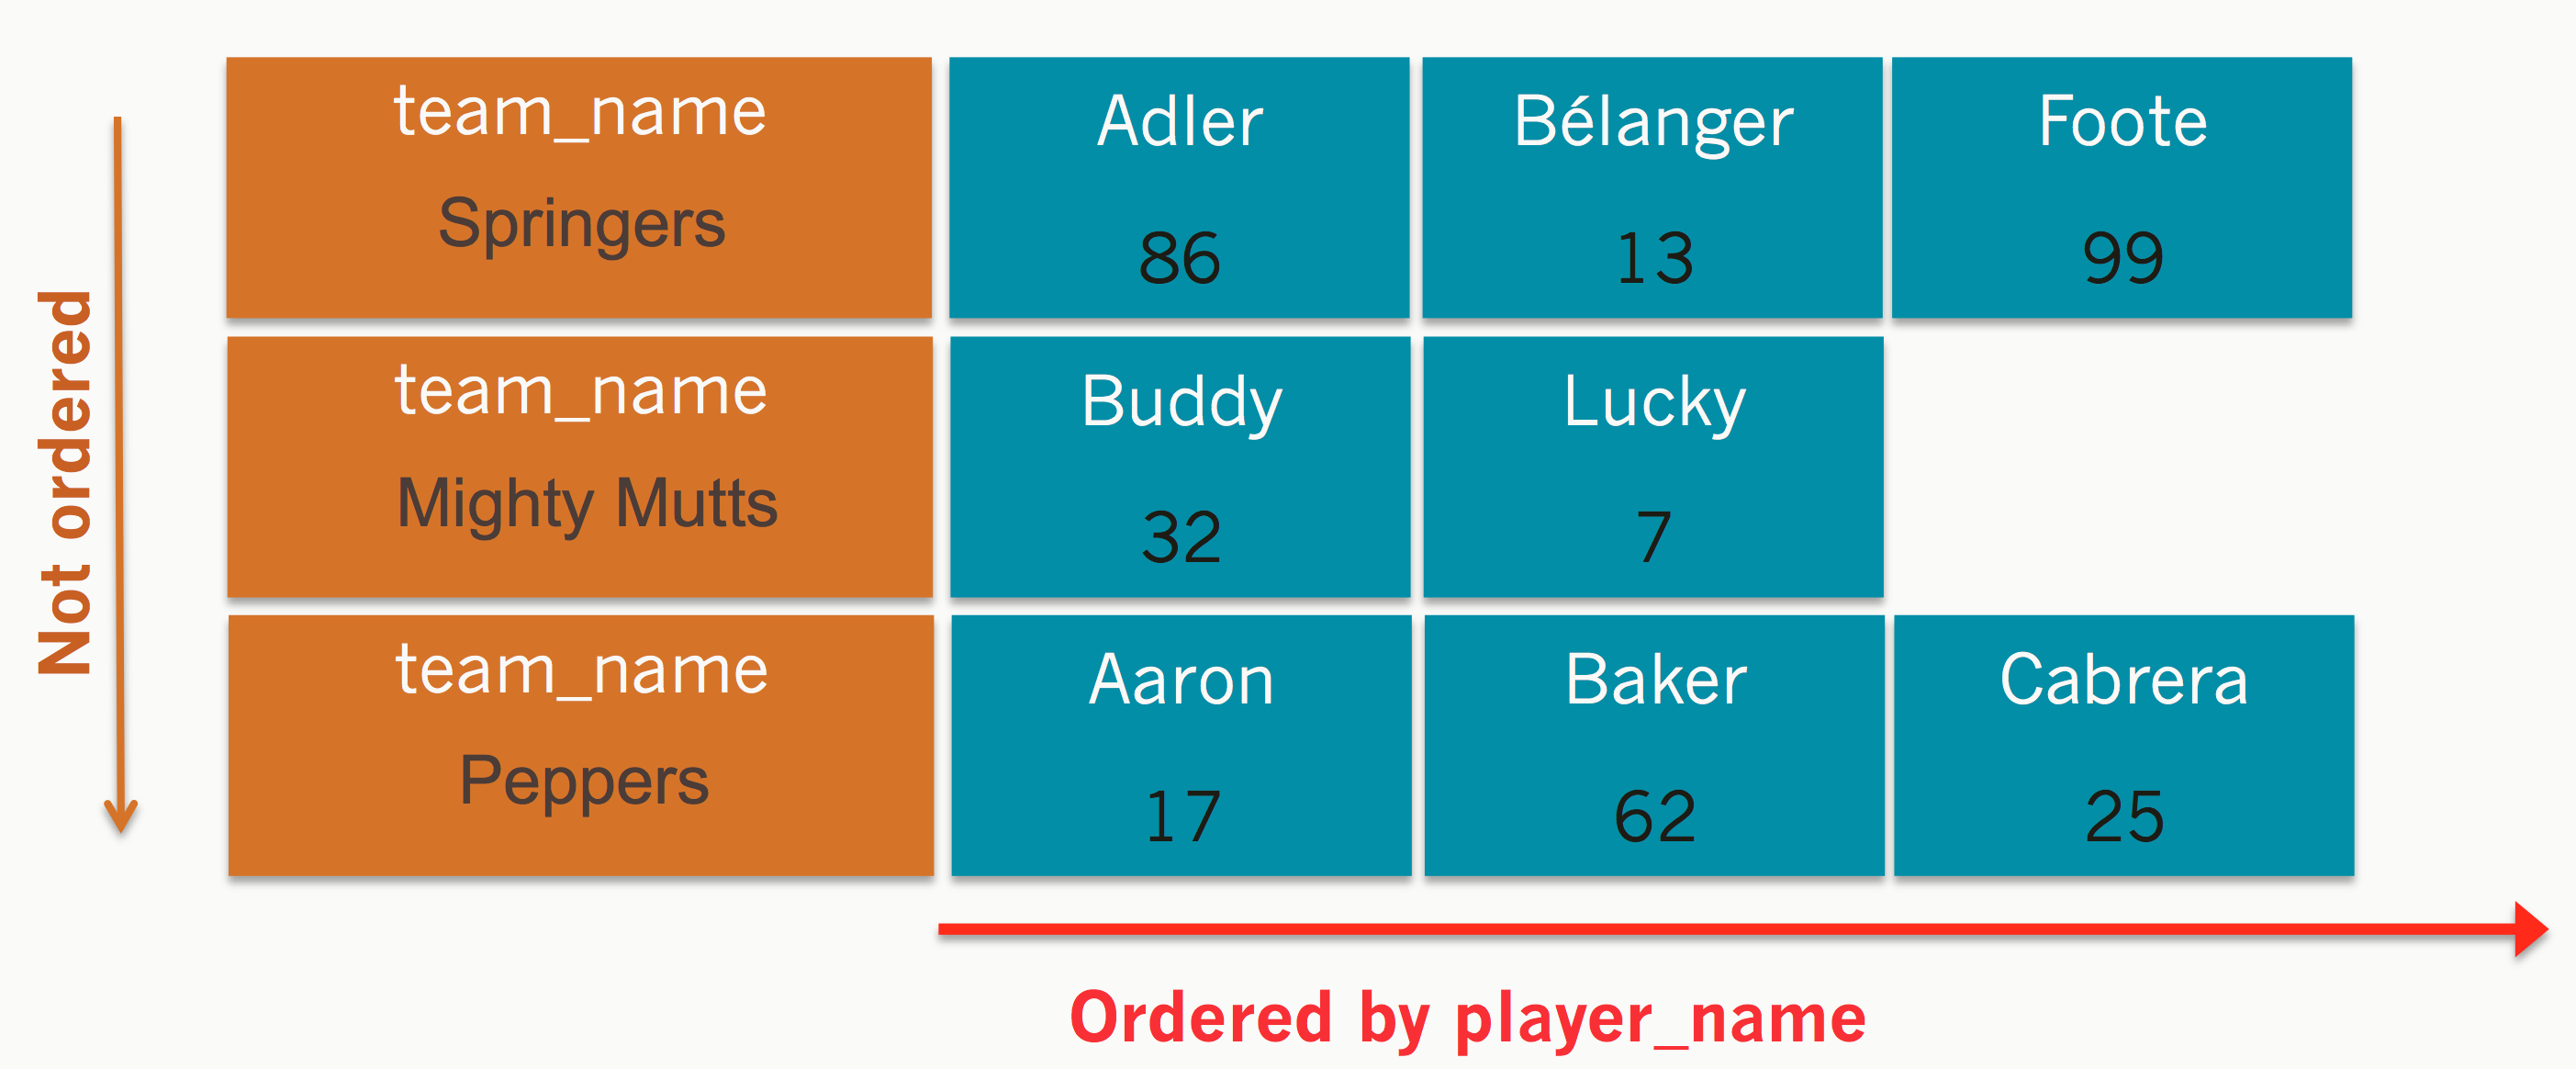 Not ordered
team_name
Springers
Adler
86
Bélanger
13
Foote
99
team_name
Mighty Mutts
Buddy
32
Lucky
7
team_name
Peppers
Aaron
17
Baker
62
Cabrera
25
Ordered by player_name